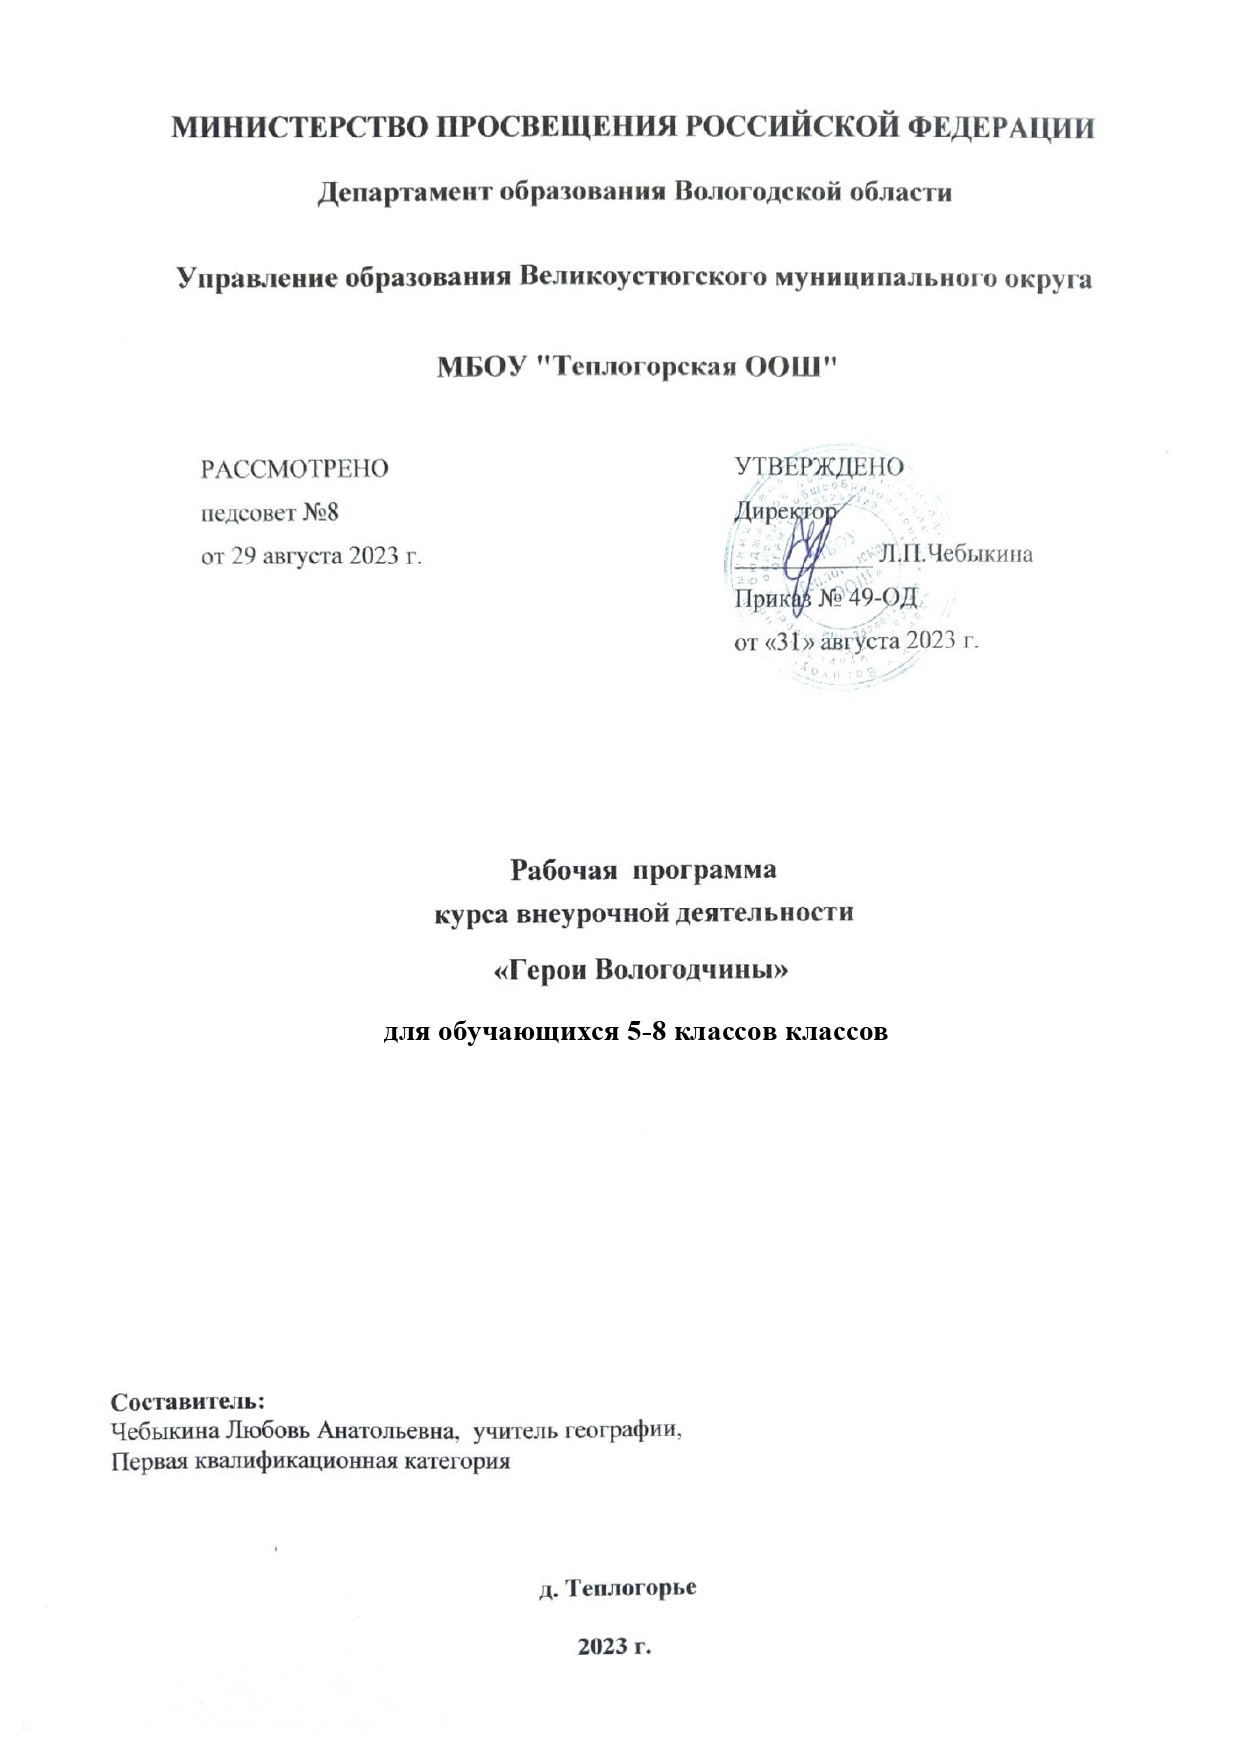 МИНИСТЕРСТВО ПРОСВЕЩЕНИЯ РОССИЙСКОЙ ФЕДЕРАЦИИ
Департамент образования Вологодской области
Управление образования Великоустюгского муниципального округа
МБОУ "Теплогорская ООШ"
РАССМОТРЕНО
педсовет №8
от 29 августа 2023 г.
УТВЕРЖДЕНО
Директор
Л.П.Чебыкина
Приказ № 49-ОД
от «31» августа 2023 г.
Рабочая программа
курса внеурочной деятельности
«Герои Вологодчины»
для обучающихся 5-8 классов классов
Составитель:
Чебыкина Любовь Анатольевна, учитель географии,
Первая квалификационная категория
д. Теплогорье
2023 г.